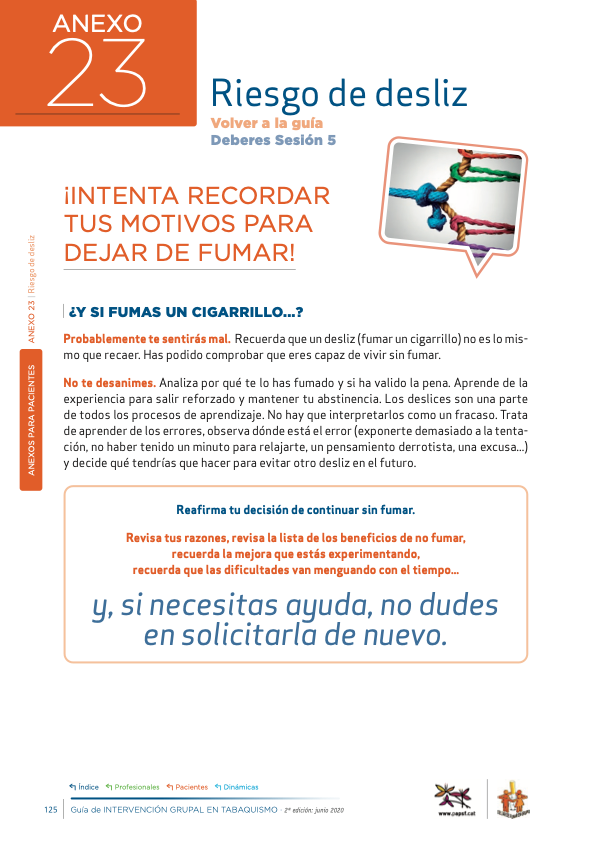 ANEXO
23
Riesgo de desliz
Volver a la guía
Deberes Sesión 5
¡INTENTA RECORDAR
TUS MOTIVOS PARA
DEJAR DE FUMAR!
ANEXO 23 | Riesgo de desliz
ANEXOS PARA PACIENTES
¿Y SI FUMAS UN CIGARRILLO...?
Probablemente te sentirás mal. Recuerda que un desliz (fumar un cigarrillo) no es lo mis-
mo que recaer. Has podido comprobar que eres capaz de vivir sin fumar.
No te desanimes. Analiza por qué te lo has fumado y si ha valido la pena. Aprende de la
experiencia para salir reforzado y mantener tu abstinencia. Los deslices son una parte
de todos los procesos de aprendizaje. No hay que interpretarlos como un fracaso. Trata
de aprender de los errores, observa dónde está el error (exponerte demasiado a la tenta-
ción, no haber tenido un minuto para relajarte, un pensamiento derrotista, una excusa...)
y decide qué tendrías que hacer para evitar otro desliz en el futuro.
Reafirma tu decisión de continuar sin fumar.
Revisa tus razones, revisa la lista de los beneficios de no fumar,
recuerda la mejora que estás experimentando,
recuerda que las dificultades van menguando con el tiempo...
y, si necesitas ayuda, no dudes
en solicitarla de nuevo.
Índice Profesionales Pacientes Dinámicas
125 Guía de INTERVENCIÓN GRUPAL EN TABAQUISMO · 2ª edición: junio 2020
www.papsf.cat